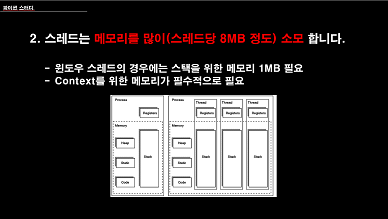 파이썬 스터디
2. 스레드는 메모리를 많이(스레드당 8MB 정도) 소모 합니다.
- 윈도우 스레드의 경우에는 스택을 위한 메모리 1MB 필요
- Context를 위한 메모리가 필수적으로 필요
Process
Registers
Memory
Heap
Static
Code
Stack
Process
Thread Thread Thread
Registers Registers Registers
Memory
Heap
Static
Code
Stack Stack Stack